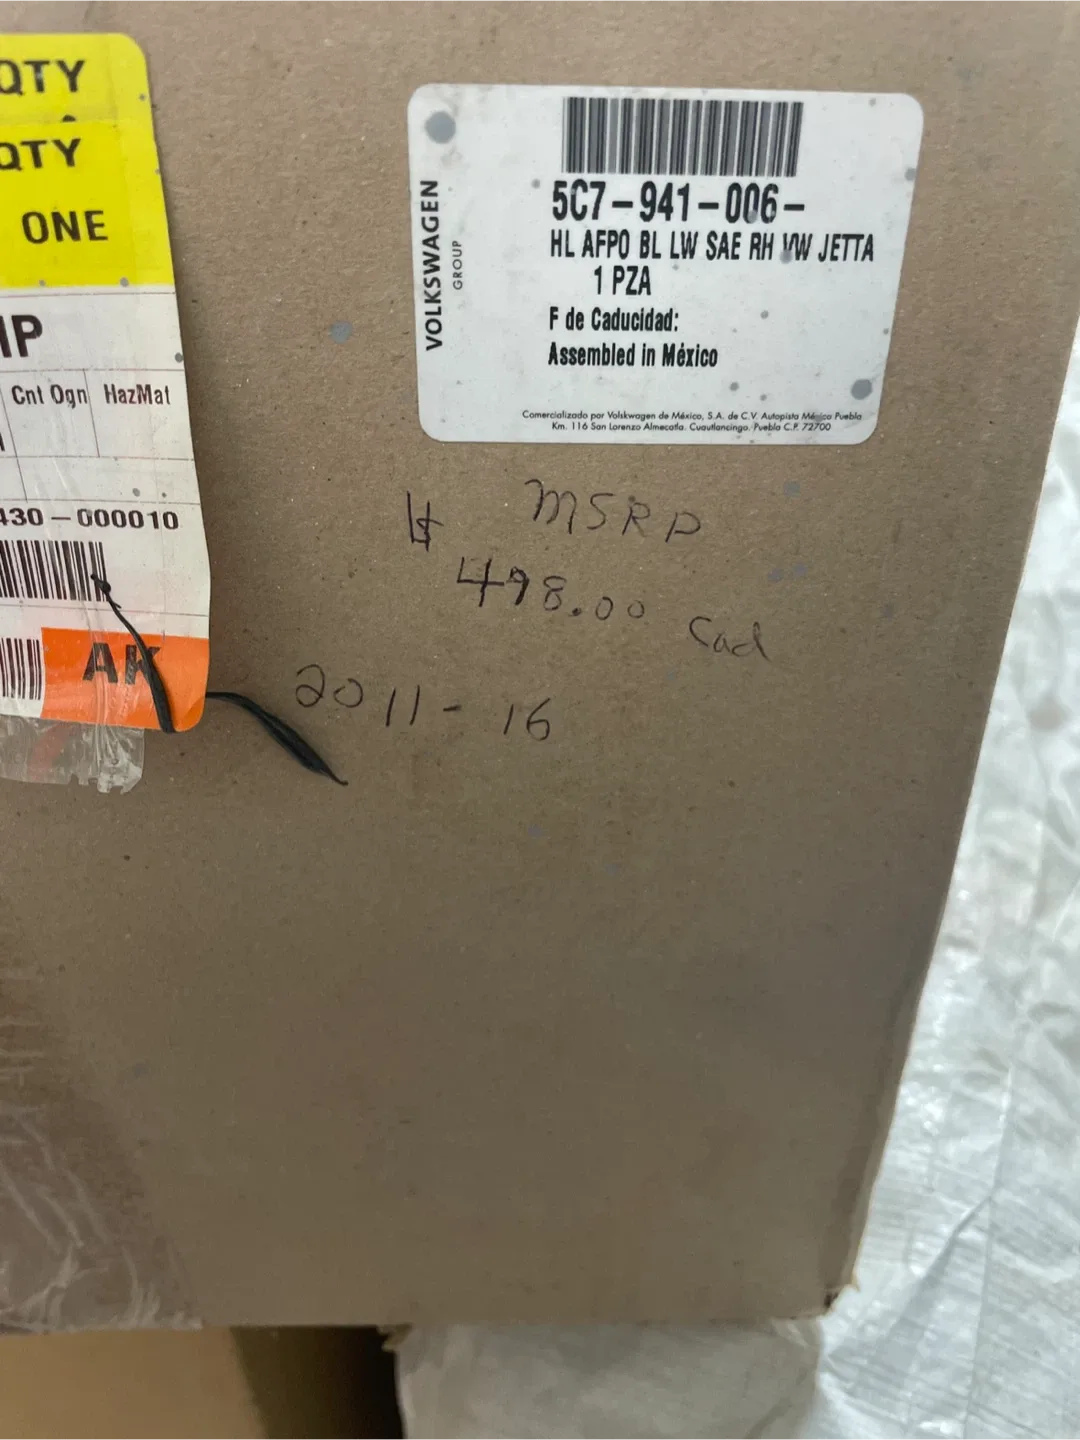 QTY
QTY
ONE
Cnt Ogn HazMat
430-000010
AK
VOLKSWAGEN
GROUP
5C7-941-006-
HL AFPO BL LW SAE RH VW JETTA
1 PZA
F de Caducidad:
Assembled in México
Comercializado por Volskwagen de México, S.A. de C.V. Autopista México Puebla
Km. 116 San Lorenzo Almecatla. Cuautlancingo. Puebla C.P. 72700
MSRP
498.00 Cad
2011-16